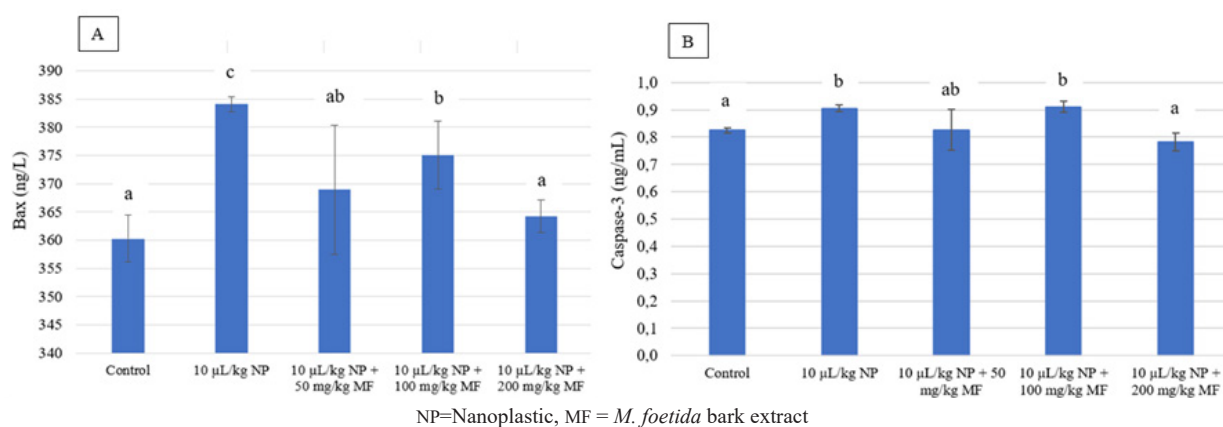 A
Bax (ng/L)
390
385
380
375
370
365
360
355
350
345
340
a
c
ab
b
a
Control
10 µL/kg NP
10 µL/kg NP +
50 mg/kg MF
10 µL/kg NP +
100 mg/kg MF
10 µL/kg NP +
200 mg/kg MF
B
Caspase-3 (ng/mL)
1,0
0,9
0,8
0,7
0,6
0,5
0,4
0,3
0,2
0,1
0,0
a
b
ab
b
a
Control
10 µL/kg NP
10 µL/kg NP + 50
mg/kg MF
10 µL/kg NP +
100 mg/kg MF
10 µL/kg NP +
200 mg/kg MF
NP=Nanoplastic, MF = M. foetida bark extract